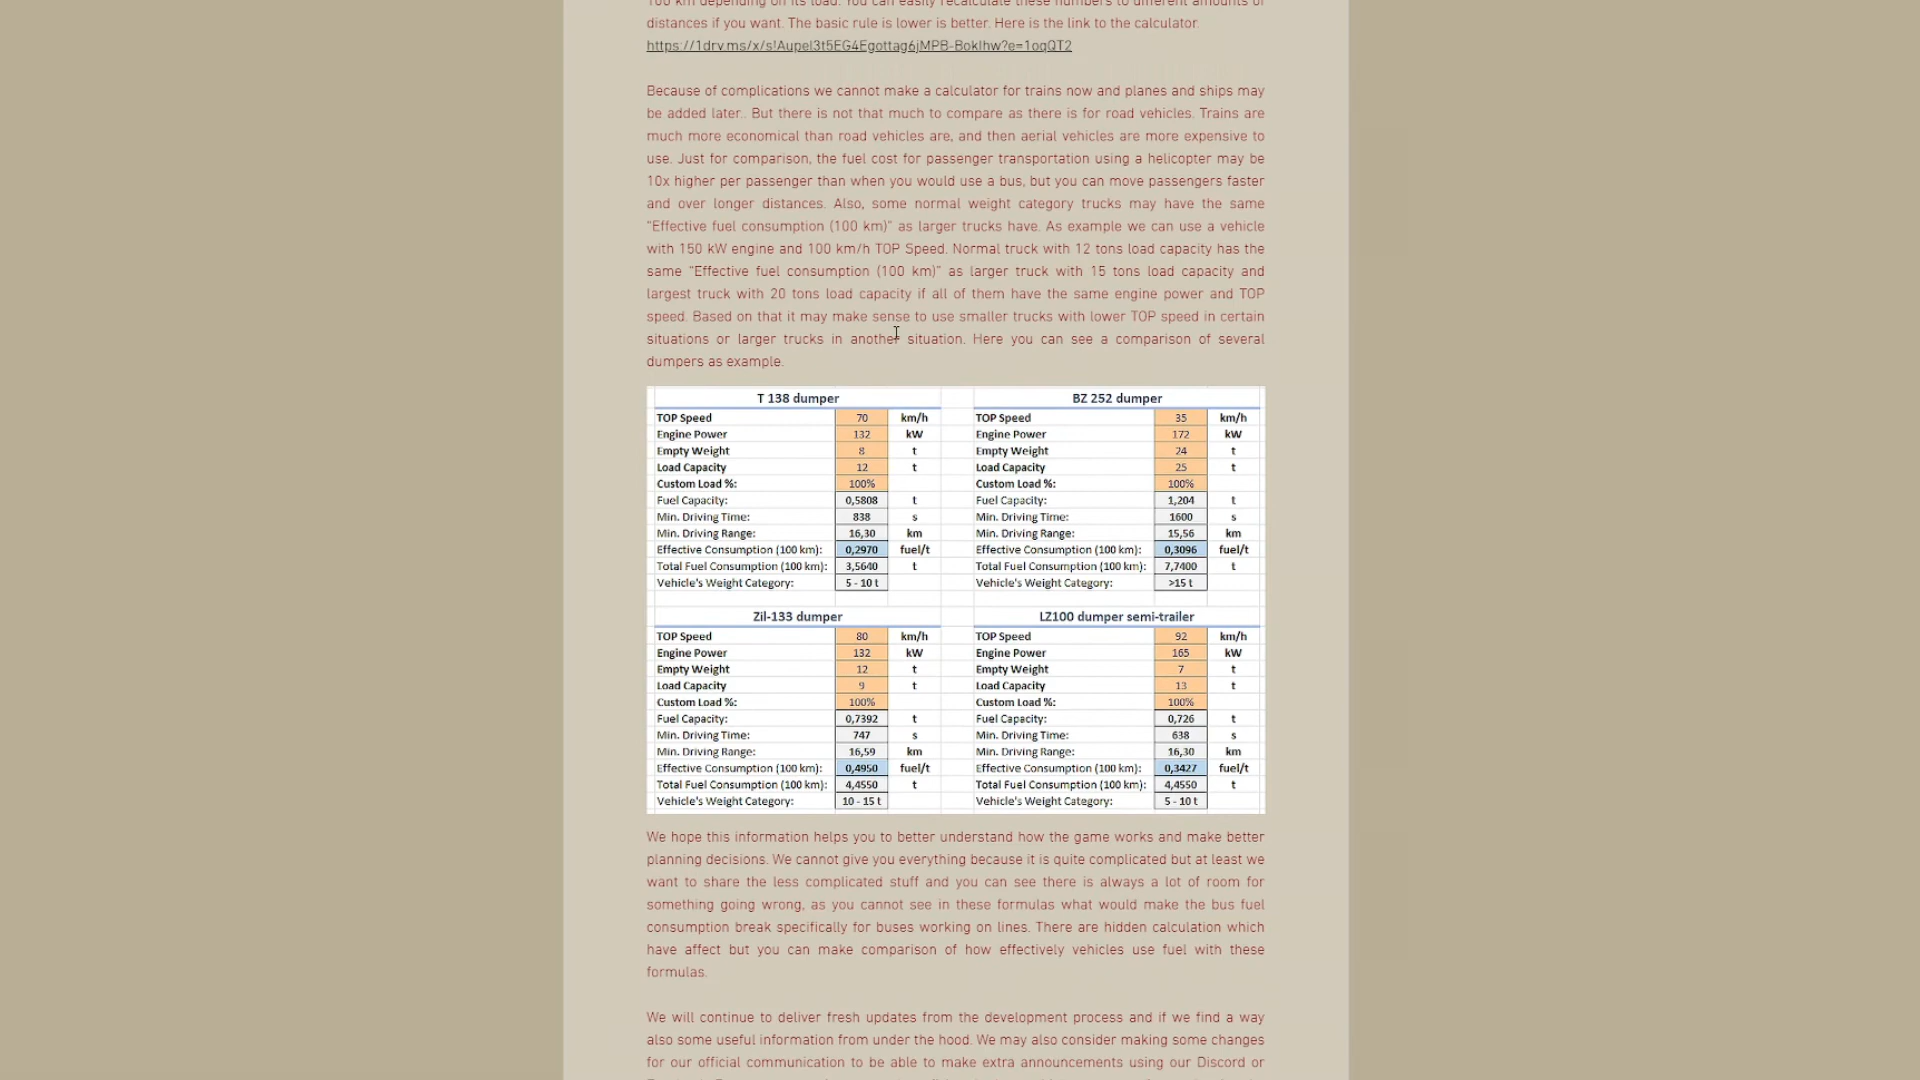 100 km depending on its load. You can easily recalculate these numbers to different amounts of
distances if you want. The basic rule is lower is better. Here is the link to the calculator.
https://1drv.ms/x/s!Aupel3t5EG4Egottag6jMPB-BokIhw?e=1oqQT2
Because of complications we cannot make a calculator for trains now and planes and ships may
be added later.. But there is not that much to compare as there is for road vehicles. Trains are
much more economical than road vehicles are, and then aerial vehicles are more expensive to
use. Just for comparison, the fuel cost for passenger transportation using a helicopter may be
10x higher per passenger than when you would use a bus, but you can move passengers faster
and over longer distances. Also, some normal weight category trucks may have the same
"Effective fuel consumption (100 km)" as larger trucks have. As example we can use a vehicle
with 150 kW engine and 100 km/h TOP Speed. Normal truck with 12 tons load capacity has the
same "Effective fuel consumption (100 km)" as larger truck with 15 tons load capacity and
largest truck with 20 tons load capacity if all of them have the same engine power and TOP
speed. Based on that it may make sense to use smaller trucks with lower TOP speed in certain
situations or larger trucks in another situation. Here you can see a comparison of several
dumpers as example.
T 138 dumper
TOP Speed 70 km/h
Engine Power 132 kW
Empty Weight 8 t
Load Capacity 12 t
Custom Load %: 100%
Fuel Capacity: 0,5808 t
Min. Driving Time: 838 s
Min. Driving Range: 16,30 km
Effective Consumption (100 km): 0,2970 fuel/t
Total Fuel Consumption (100 km): 3,5640 t
Vehicle's Weight Category: 5 - 10 t
BZ 252 dumper
TOP Speed 35 km/h
Engine Power 172 kW
Empty Weight 24 t
Load Capacity 25 t
Custom Load %: 100%
Fuel Capacity: 1,204 t
Min. Driving Time: 1600 s
Min. Driving Range: 15,56 km
Effective Consumption (100 km): 0,3096 fuel/t
Total Fuel Consumption (100 km): 7,7400 t
Vehicle's Weight Category: >15 t
Zil-133 dumper
TOP Speed 80 km/h
Engine Power 132 kW
Empty Weight 12 t
Load Capacity 9 t
Custom Load %: 100%
Fuel Capacity: 0,7392 t
Min. Driving Time: 747 s
Min. Driving Range: 16,59 km
Effective Consumption (100 km): 0,4950 fuel/t
Total Fuel Consumption (100 km): 4,4550 t
Vehicle's Weight Category: 10 - 15 t
LZ100 dumper semi-trailer
TOP Speed 92 km/h
Engine Power 165 kW
Empty Weight 7 t
Load Capacity 13 t
Custom Load %: 100%
Fuel Capacity: 0,726 t
Min. Driving Time: 638 s
Min. Driving Range: 16,30 km
Effective Consumption (100 km): 0,3427 fuel/t
Total Fuel Consumption (100 km): 4,4550 t
Vehicle's Weight Category: 5 - 10 t
We hope this information helps you to better understand how the game works and make better
planning decisions. We cannot give you everything because it is quite complicated but at least we
want to share the less complicated stuff and you can see there is always a lot of room for
something going wrong, as you cannot see in these formulas what would make the bus fuel
consumption break specifically for buses working on lines. There are hidden calculation which
have affect but you can make comparison of how effectively vehicles use fuel with these
formulas.
We will continue to deliver fresh updates from the development process and if we find a way
also some useful information from under the hood. We may also consider making some changes
for our official communication to be able to make extra announcements using our Discord or